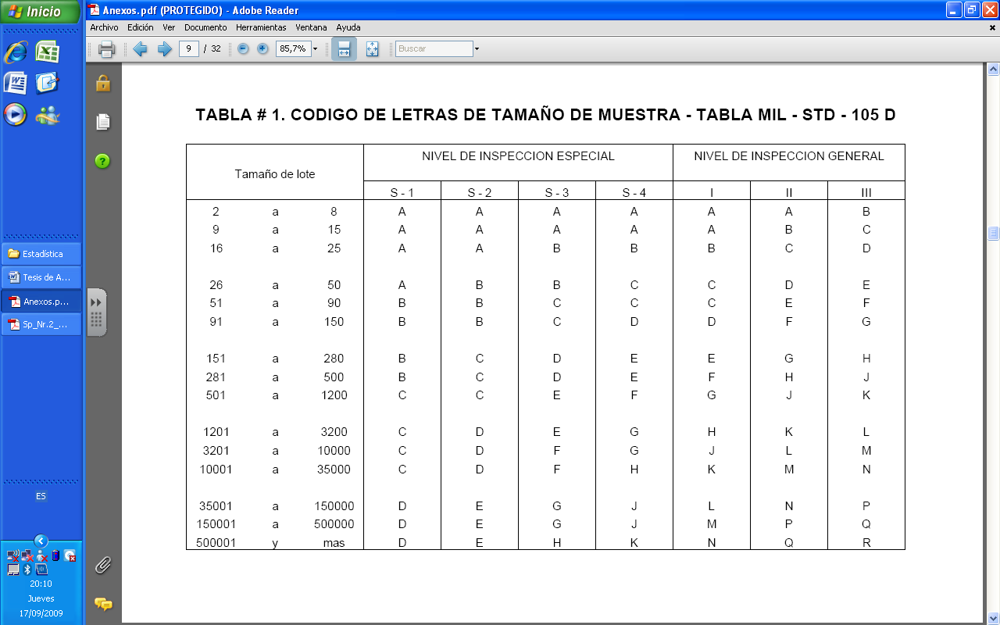 Inicio
Anexos.pdf (PROTEGIDO) - Adobe Reader
Archivo Edición Ver Documento Herramientas Ventana Ayuda
9 / 32 85,7% Buscar
TABLA # 1. CODIGO DE LETRAS DE TAMAÑO DE MUESTRA - TABLA MIL - STD - 105 D
Tamaño de lote NIVEL DE INSPECCION ESPECIAL NIVEL DE INSPECCION GENERAL
S - 1 S - 2 S - 3 S - 4 I II III
2 a 8 A A A A A A B
9 a 15 A A A A A B C
16 a 25 A A B B B C D
26 a 50 A B B C C D E
51 a 90 B B C C C E F
91 a 150 B B C D D F G
151 a 280 B C D E E G H
281 a 500 B C D E F H J
501 a 1200 C C E F G J K
1201 a 3200 C D E G H K L
3201 a 10000 C D F G J L M
10001 a 35000 C D F H K M N
35001 a 150000 D E G J L N P
150001 a 500000 D E G J M P Q
500001 y mas D E H K N Q R
Estadística
Tesis de A...
Anexos.p...
Sp_Nr.2_...
ES
20:10
Jueves
17/09/2009